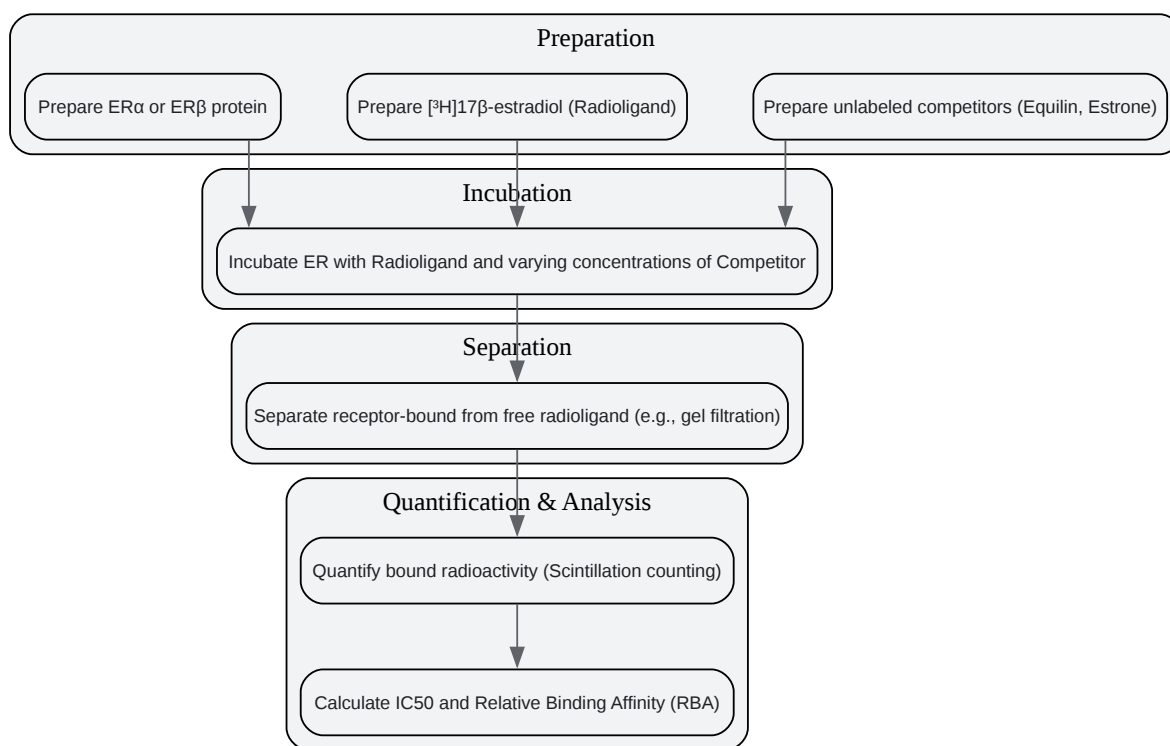 Preparation
Prepare ERα or ERβ protein
Prepare [³H]17β-estradiol (Radioligand)
Prepare unlabeled competitors (Equilin, Estrone)
Incubation
Incubate ER with Radioligand and varying concentrations of Competitor
Separation
Separate receptor-bound from free radioligand (e.g., gel filtration)
Quantification & Analysis
Quantify bound radioactivity (Scintillation counting)
Calculate IC50 and Relative Binding Affinity (RBA)